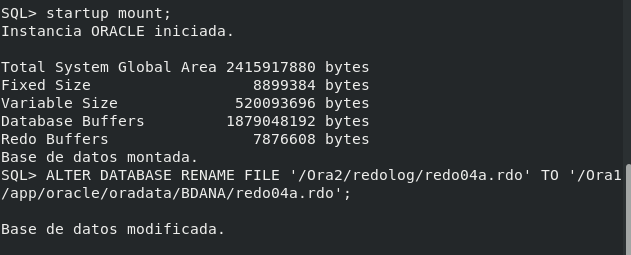 SQL> startup mount;
Instancia ORACLE iniciada.
Total System Global Area 2415917880 bytes
Fixed Size 8899384 bytes
Variable Size 520093696 bytes
Database Buffers 1879048192 bytes
Redo Buffers 7876608 bytes
Base de datos montada.
SQL> ALTER DATABASE RENAME FILE '/Ora2/redolog/redo04a.rdo' TO '/Ora1
/app/oracle/oradata/BDANA/redo04a.rdo';
Base de datos modificada.